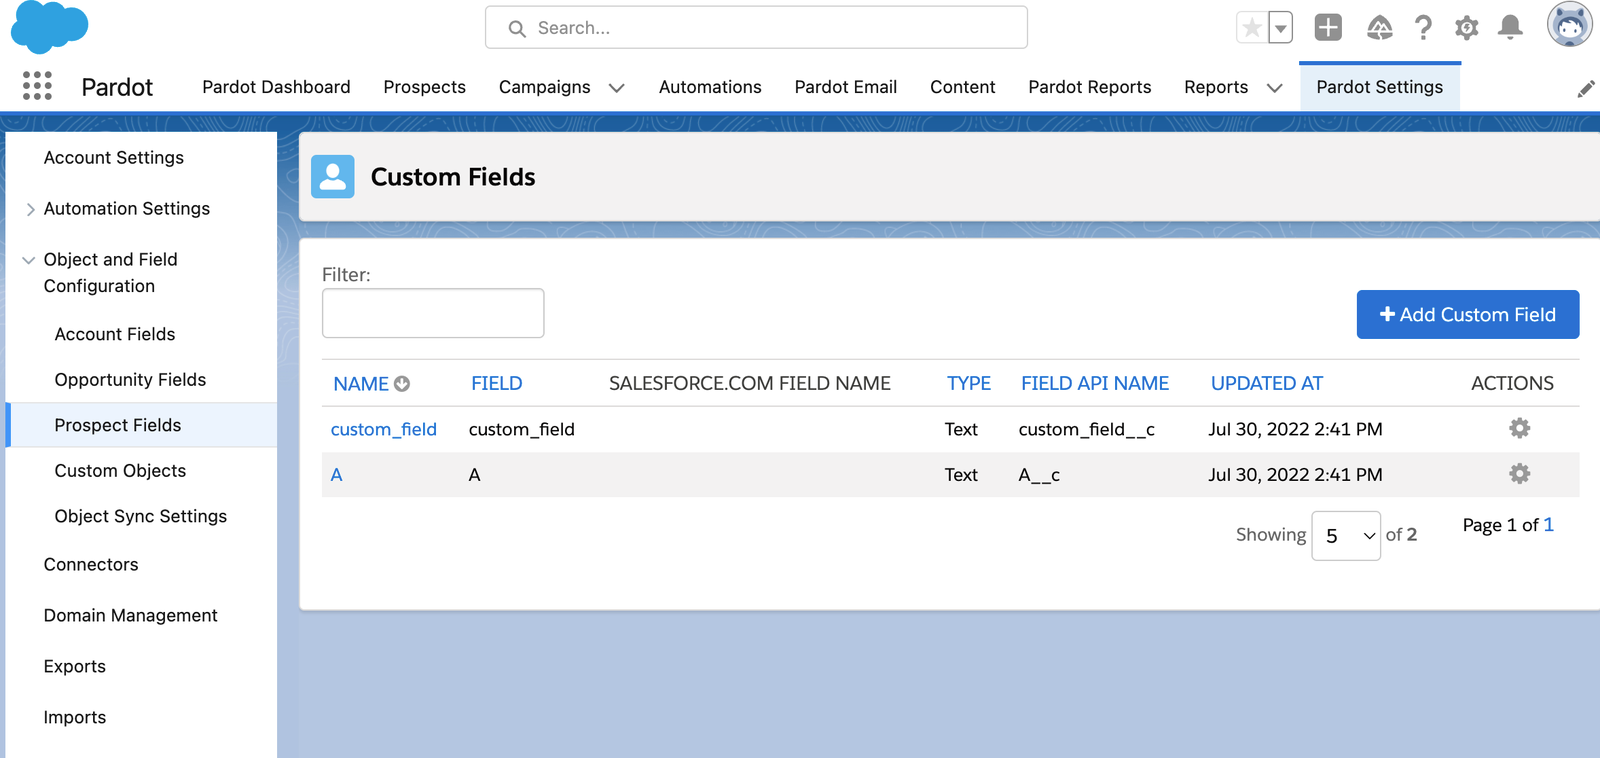 Search...
Pardot
Pardot Dashboard
Prospects
Campaigns
Automations
Pardot Email
Content
Pardot Reports
Reports
Pardot Settings
Account Settings
Automation Settings
Object and Field
Configuration
Account Fields
Opportunity Fields
Prospect Fields
Custom Objects
Object Sync Settings
Connectors
Domain Management
Exports
Imports
Custom Fields
Filter:
+ Add Custom Field
NAME FIELD SALESFORCE.COM FIELD NAME TYPE FIELD API NAME UPDATED AT ACTIONS
custom_field custom_field Text custom_field__c Jul 30, 2022 2:41 PM
A A Text A__c Jul 30, 2022 2:41 PM
Showing 5 of 2 Page 1 of 1